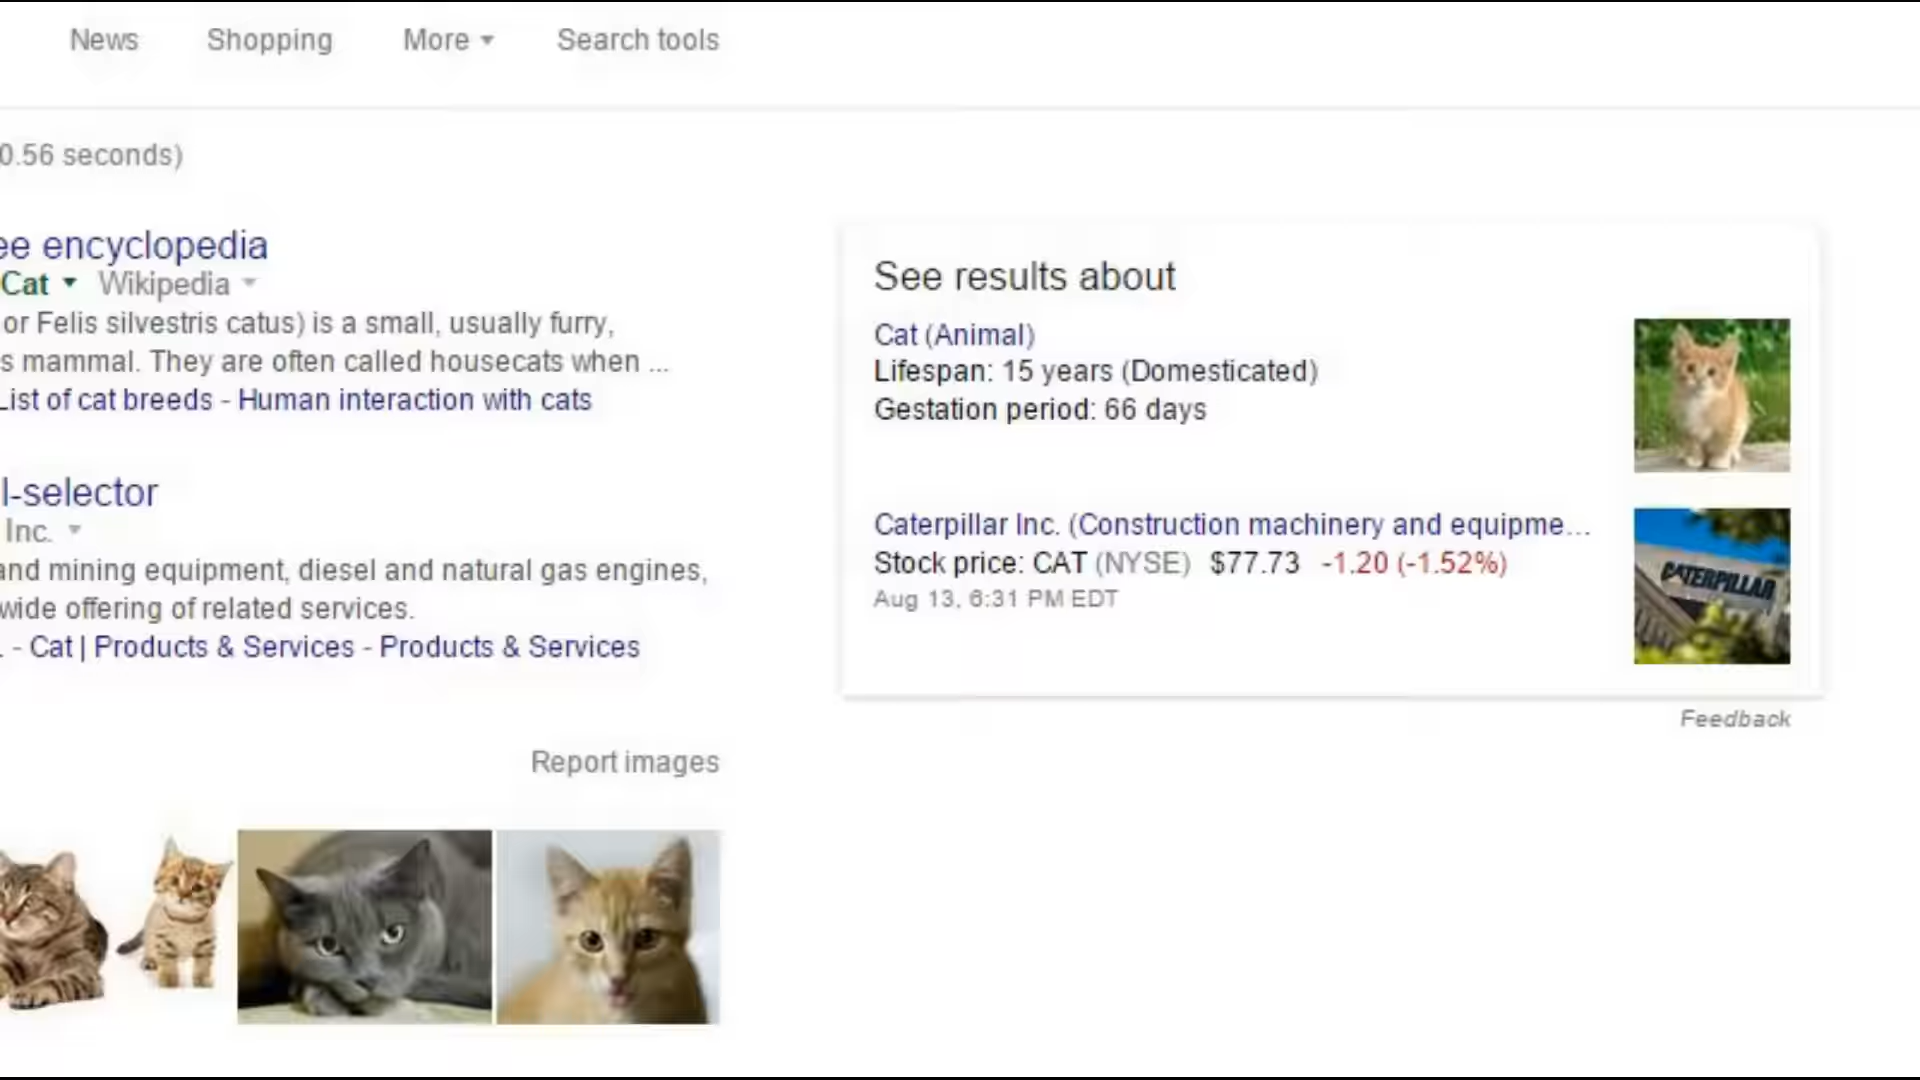 News Shopping More Search tools
0.56 seconds)
ee encyclopedia
Cat Wikipedia
or Felis silvestris catus) is a small, usually furry,
s mammal. They are often called housecats when ...
List of cat breeds - Human interaction with cats
l-selector
Inc.
and mining equipment, diesel and natural gas engines,
wide offering of related services.
. - Cat | Products & Services - Products & Services
Report images
See results about
Cat (Animal)
Lifespan: 15 years (Domesticated)
Gestation period: 66 days
Caterpillar Inc. (Construction machinery and equipme...
Stock price: CAT (NYSE) $77.73 -1.20 (-1.52%)
Aug 13, 6:31 PM EDT
CATERPILLAR
Feedback